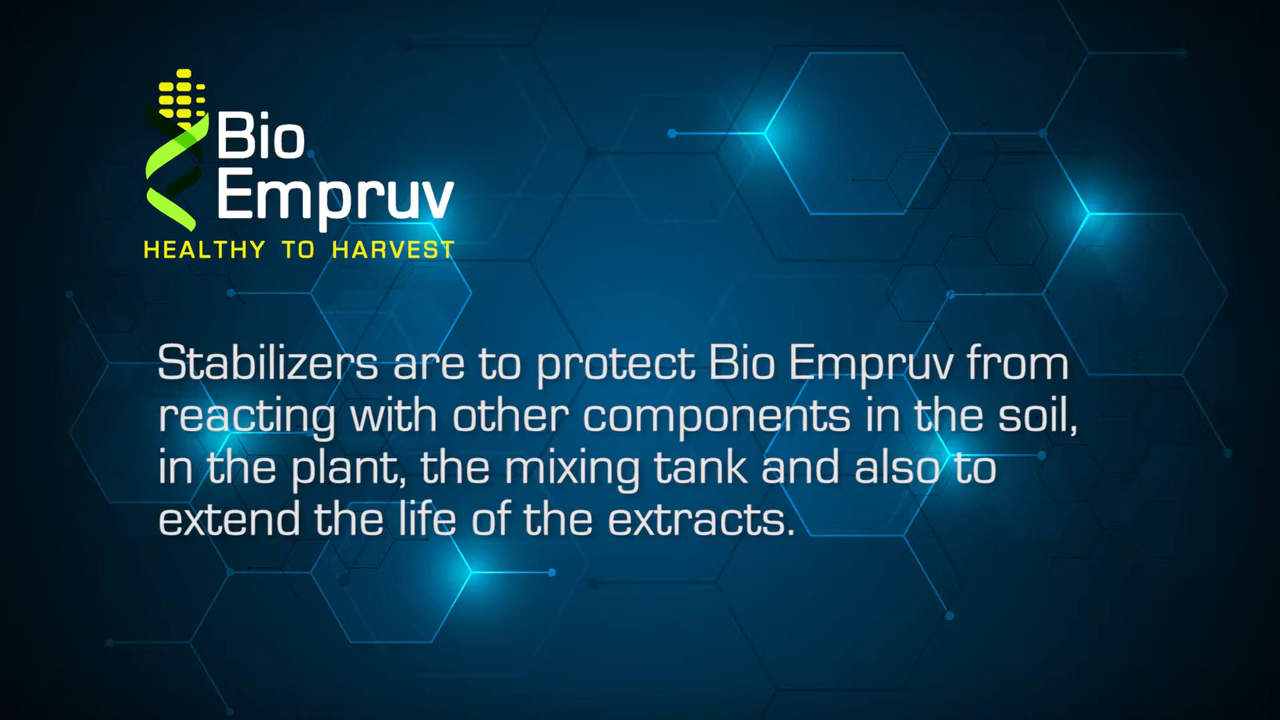 Bio
Empruv
HEALTHY TO HARVEST
Stabilizers are to protect Bio Empruv from
reacting with other components in the soil,
in the plant, the mixing tank and also to
extend the life of the extracts.